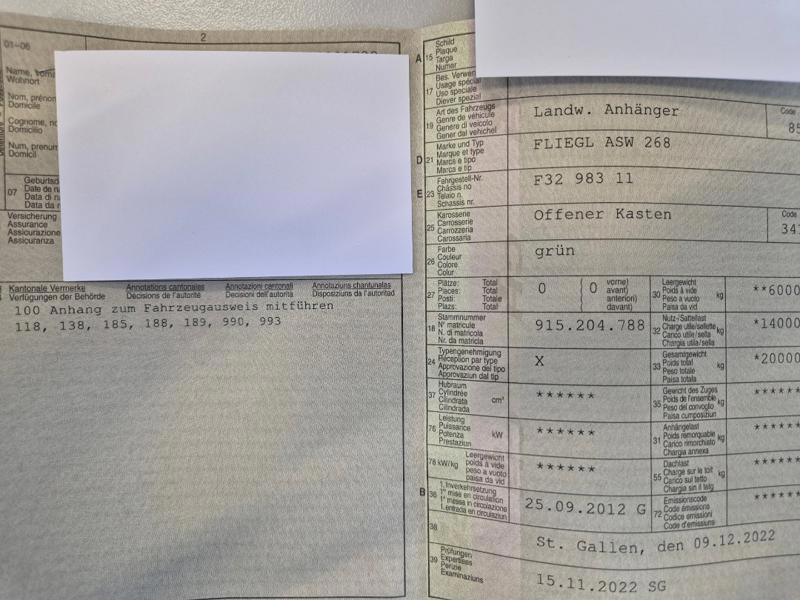 01-06
2
Name,
Wohnort
Nom, prénom
Domicile
Cognome,
Domicilio
Num, prenum
Domicil
07
Date de
Data di
Data da
Versicherung
Assurance
Assicurazione
Assicuranza
Kantonale Vermerke Annotations cantonales Annotazioni cantonali Annotaziuns chantunalas
Verfügungen der Behörde Décisions de l'autorité Decisioni dell'autorità Disposiziuns da l'autoritad
100 Anhang zum Fahrzeugausweis mitführen
118, 138, 185, 188, 189, 990, 993
A 15 Schild
Plaque
Targa
Numer
17 Bes.
Usage spécial
Uso speciale
Diever spezial
19 Art des Fahrzeugs
Genre de véhicule
Genere di veicolo
Gener dal vehichel
Landw. Anhänger
Code
D 21 Marke und Typ
Marque et type
Marca e tipo
Marca e tip
FLIEGL ASW 268
E 23 Fahrgestell-Nr.
Châssis no
Telaio n.
Schassis nr.
F32 983 11
25 Karosserie
Carrosserie
Carrozzeria
Carossaria
Offener Kasten
Code
341
26 Farbe
Couleur
Colore
Colur
grün
27 Plätze: Total
Places: Total
Posti: Totale
Plazs: Total
0 ( 0 vorne)
avant)
anteriori)
davant)
30 Leergewicht
Poids à vide
Peso a vuoto
Paisa da vid
kg
**6000
18 Stammnummer
N° matricule
N. di matricola
Nr. da matricla
915.204.788
32 Nutz-/Sattellast
Charge utile/sellette
Carico utile/sella
Chargia utila/sella
kg
*14000
24 Typengenehmigung
Réception par type
Approvazione del tipo
Approvaziun dal tip
X
33 Gesamtgewicht
Poids total
Peso totale
Paisa totala
kg
*20000
37 Hubraum
Cylindrée
Cilindrata
Cilindrada
cm³
******
35 Gewicht des Zuges
Poids de l'ensemble
Peso del convoglio
Paisa cumposiziun
kg
*****
76 Leistung
Puissance
Potenza
Prestaziun
kW
******
31 Anhängelast
Poids remorquable
Carico rimorchiato
Chargia annexa
kg
*****
78 kW/kg Leergewicht
poids à vide
peso a vuoto
paisa da vid
******
55 Dachlast
Charge sur le toit
Carico sul tetto
Chargia sin il tetg
kg
*****
B 36 1. Inverkehrsetzung
1re mise en circulation
1a messa in circolazione
1. entrada en circulaziun
25.09.2012 G
72 Emissionscode
Code émissions
Codice emissioni
Code d'emissiuns
*****
38
St. Gallen, den 09.12.2022
39 Prüfungen
Expertises
Perizie
Examinaziuns
15.11.2022 SG